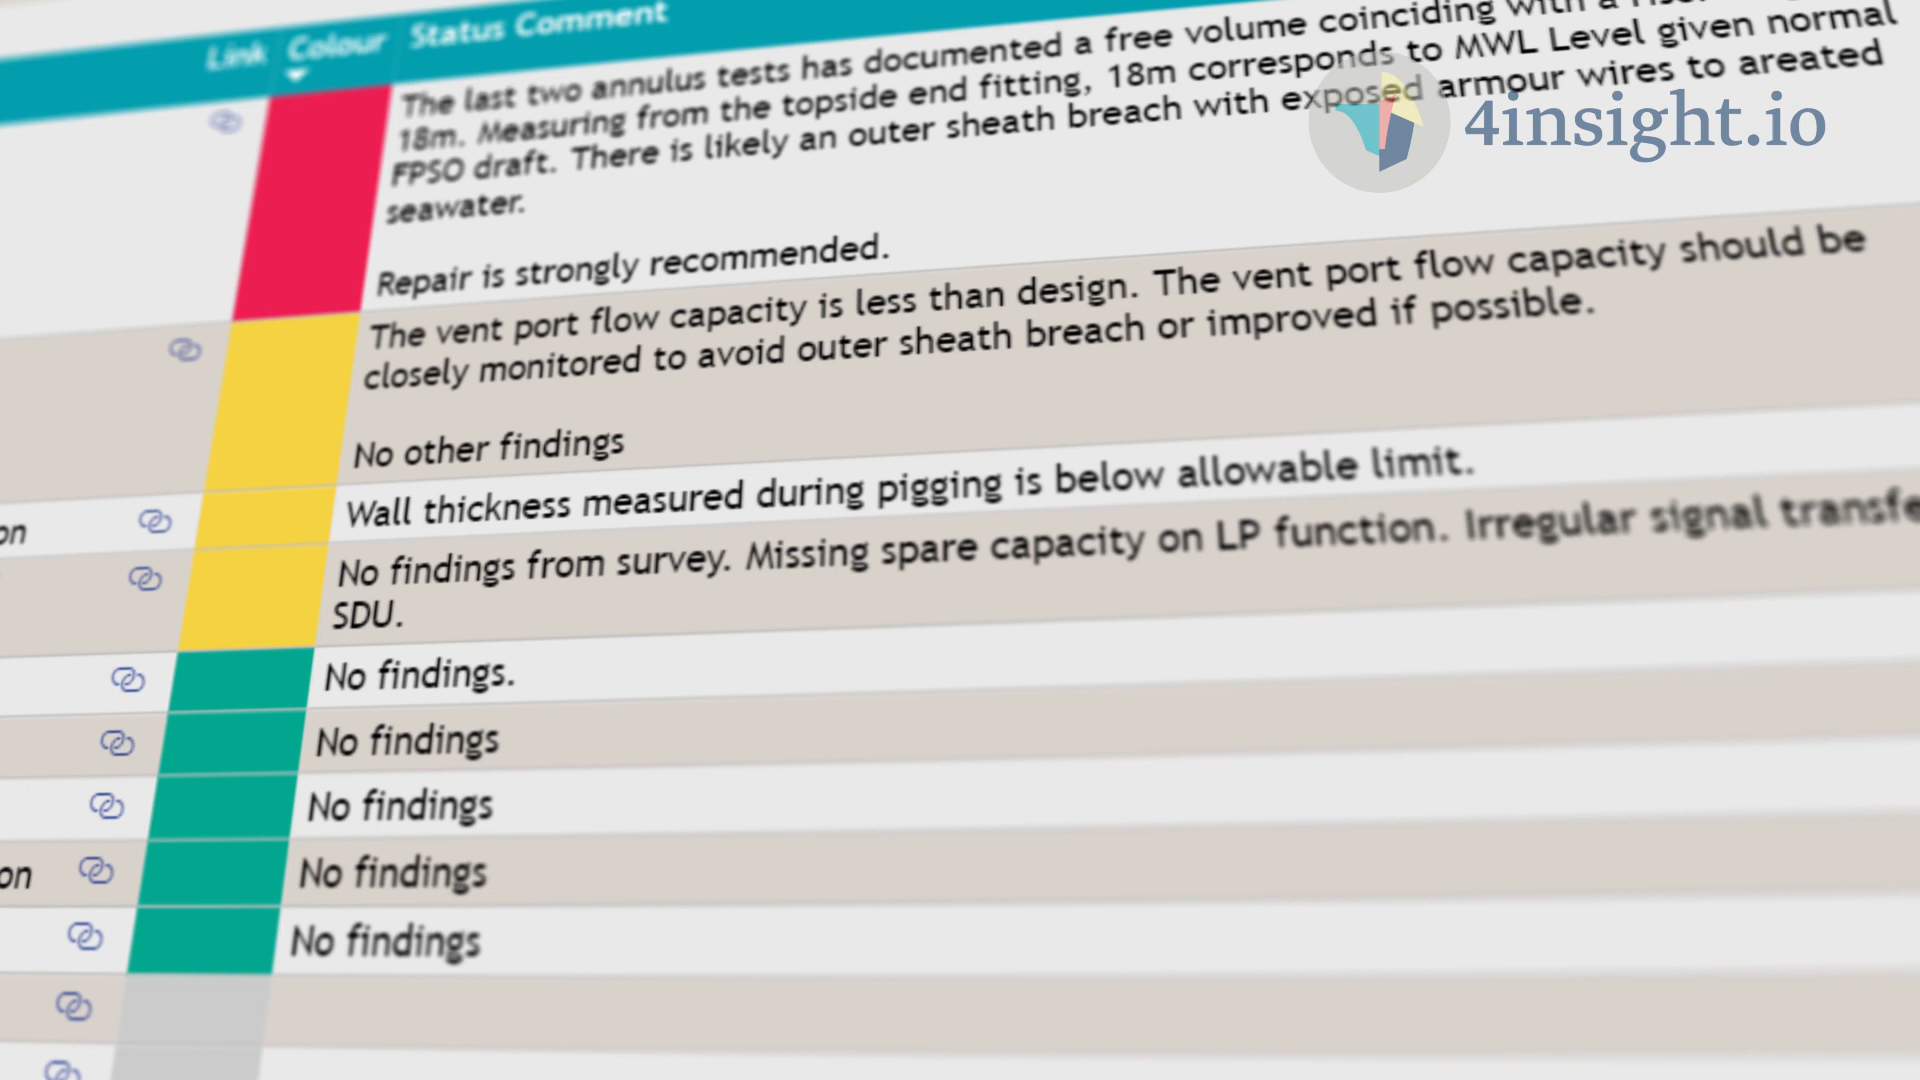 Link Colour Status Comment
The last two annulus tests has documented a free volume coinciding with a
18m. Measuring from the topside end fitting, 18m corresponds to MWL Level given normal
FPSO draft. There is likely an outer sheath breach with exposed armour wires to areated
seawater.
Repair is strongly recommended.
4insight.io
The vent port flow capacity is less than design. The vent port flow capacity should be
closely monitored to avoid outer sheath breach or improved if possible.
No other findings
on
Wall thickness measured during pigging is below allowable limit.
No findings from survey. Missing spare capacity on LP function. Irregular signal transfe
SDU.
No findings.
No findings
No findings
on
No findings
No findings